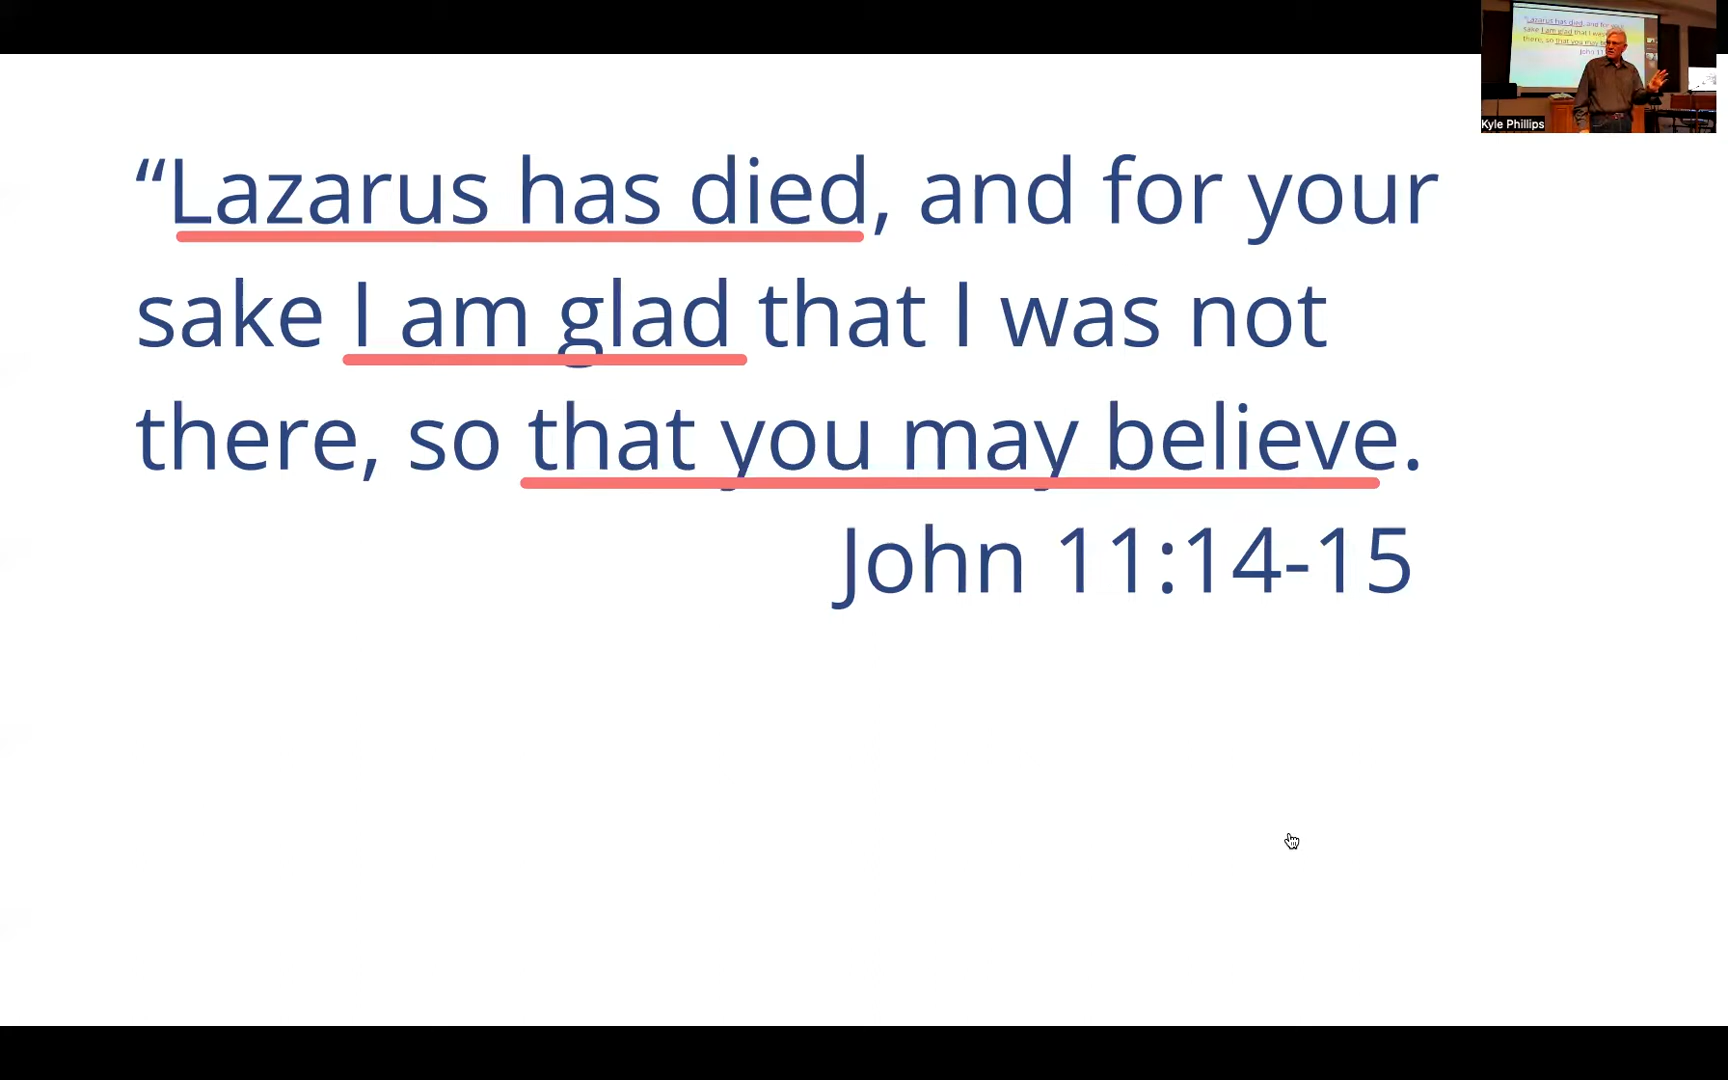 “Lazarus has died, and for your
sake I am glad that I was not
there, so that you may believe.
John 11:14-15
Kyle Phillips